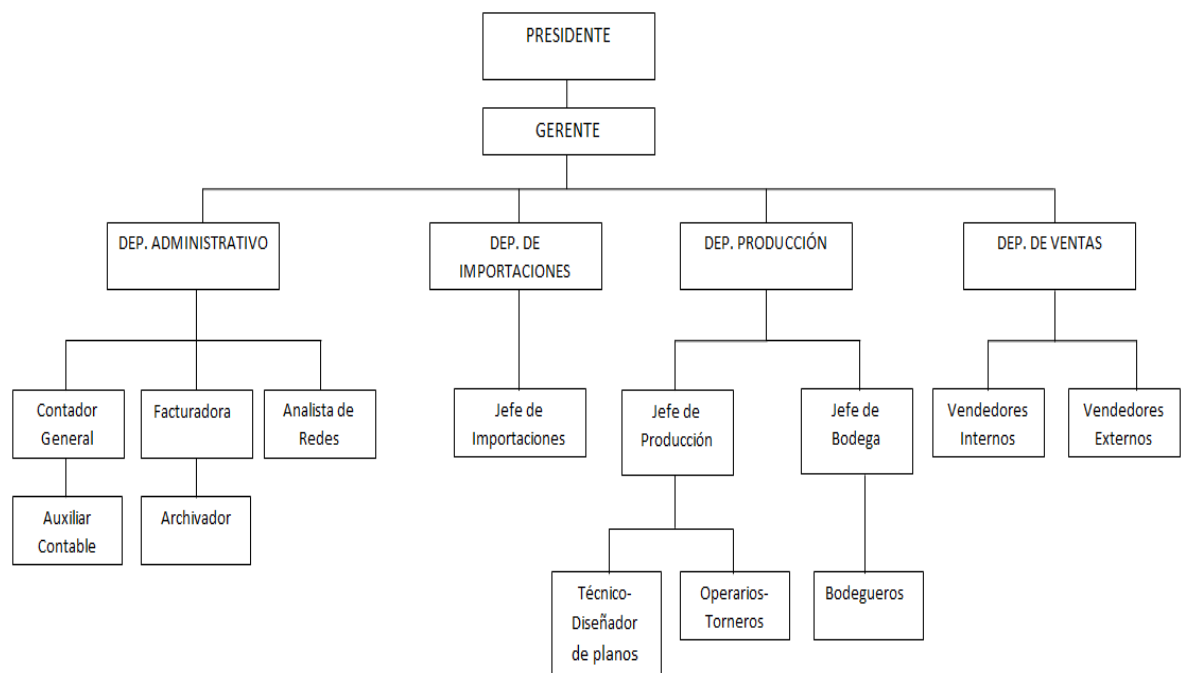 PRESIDENTE
GERENTE
DEP. ADMINISTRATIVO
DEP. DE
IMPORTACIONES
DEP. PRODUCCIÓN
DEP. DE VENTAS
Contador
General
Facturadora
Analista de
Redes
Jefe de
Importaciones
Jefe de
Producción
Jefe de
Bodega
Vendedores
Internos
Vendedores
Externos
Auxiliar
Contable
Archivador
Técnico-
Diseñador
de planos
Operarios-
Torneros
Bodegueros